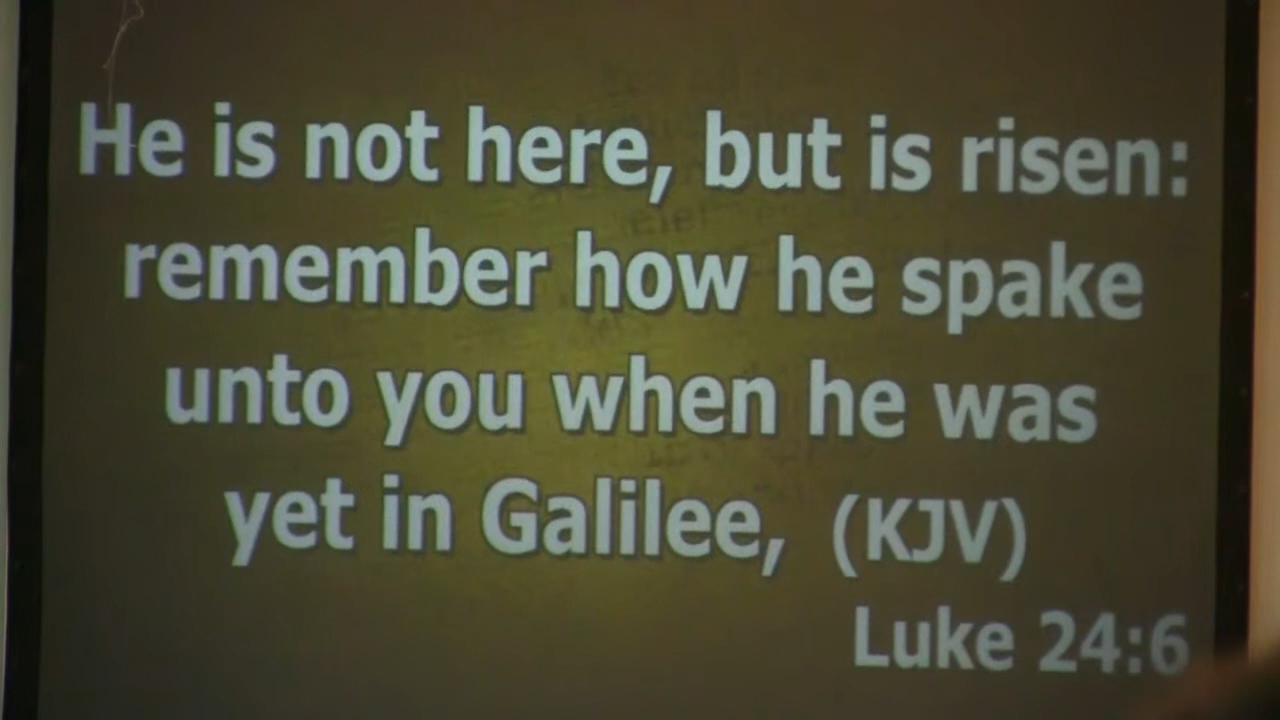 He is not here, but is risen:
remember how he spake
unto you when he was
yet in Galilee, (KJV)
Luke 24:6